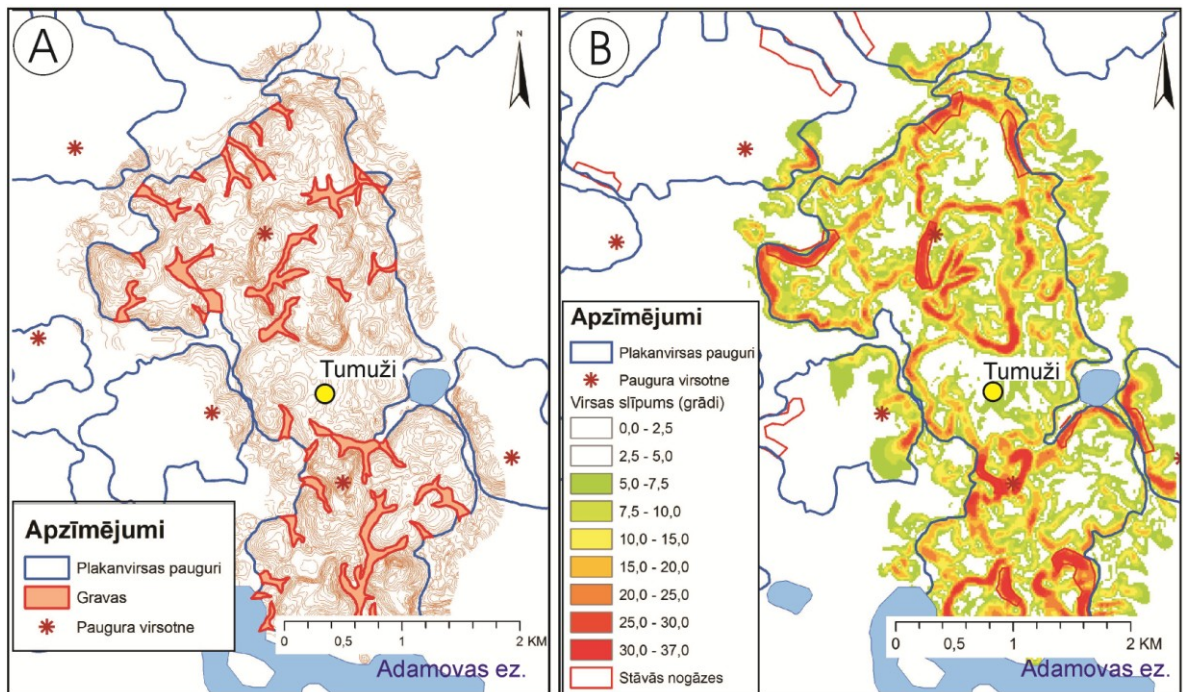 A
N
Tumuži
Apzīmējumi
Plakanvirsas pauguri
Gravas
Paugura virsotne
0 0,5 1 2 KM
Adamovas ez.
B
N
Tumuži
Apzīmējumi
Plakanvirsas pauguri
Paugura virsotne
Virsas slīpums (grādi)
0,0 - 2,5
2,5 - 5,0
5,0 -7,5
7,5 - 10,0
10,0 - 15,0
15,0 - 20,0
20,0 - 25,0
25,0 - 30,0
30,0 - 37,0
Stāvās nogāzes
0 0,5 1 2 KM
Adamovas ez.